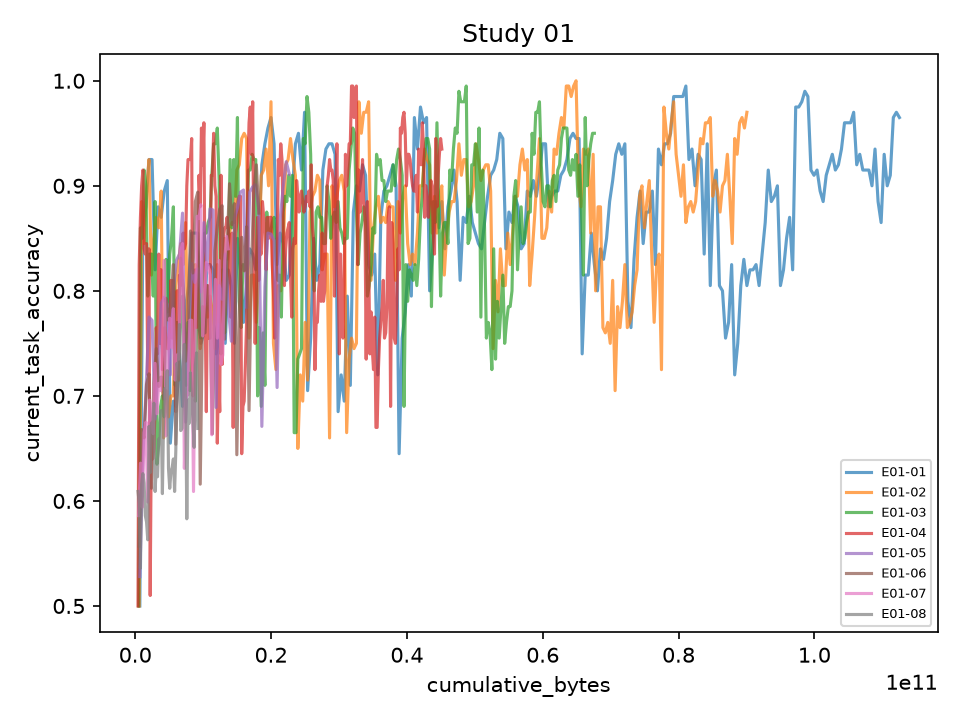 Study 01
current_task_accuracy
1.0
0.9
0.8
0.7
0.6
0.5
0.0 0.2 0.4 0.6 0.8 1.0
1e11
cumulative_bytes
E01-01
E01-02
E01-03
E01-04
E01-05
E01-06
E01-07
E01-08